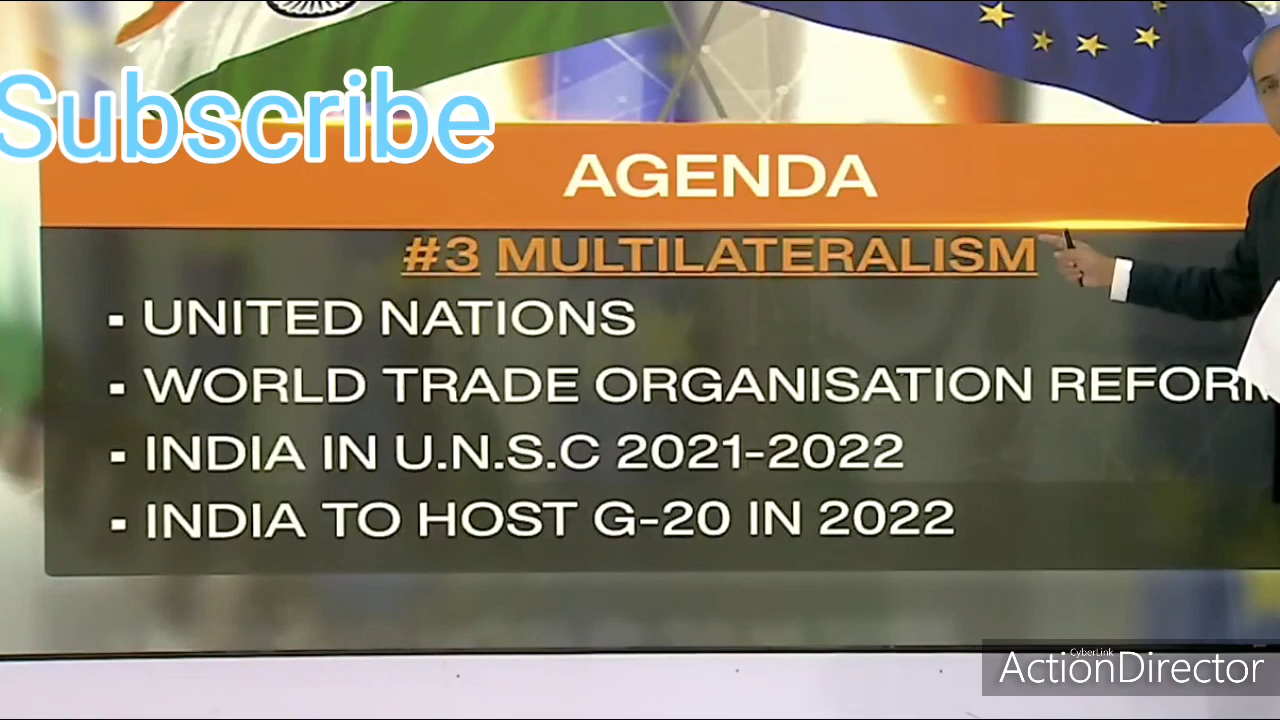 Subscribe
AGENDA
#3 MULTILATERALISM
▪ UNITED NATIONS
▪ WORLD TRADE ORGANISATION REFOR
▪ INDIA IN U.N.S.C 2021-2022
▪ INDIA TO HOST G-20 IN 2022
CyberLink
ActionDirector